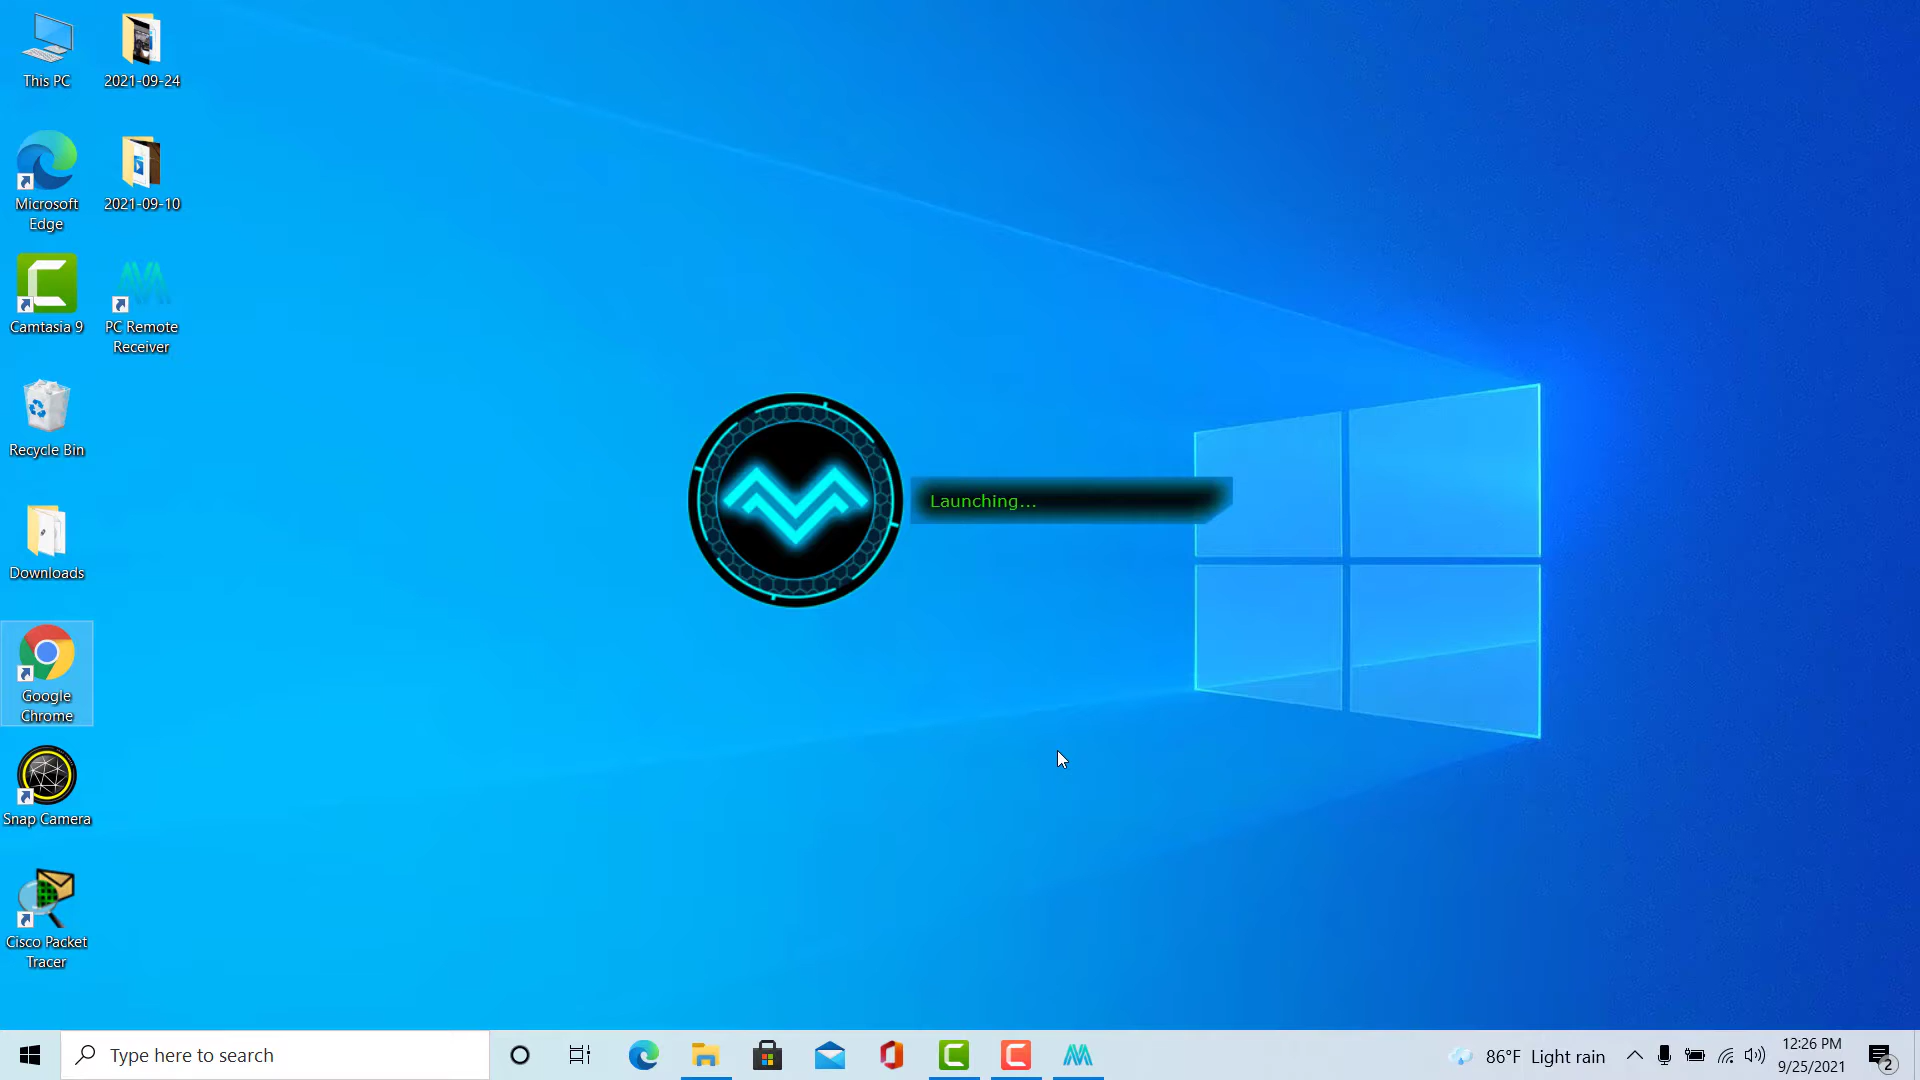 This PC
2021-09-24
Microsoft
Edge
2021-09-10
Camtasia 9
PC Remote
Receiver
Recycle Bin
Launching...
Downloads
Google
Chrome
Snap Camera
Cisco Packet
Tracer
Type here to search
86°F Light rain
12:26 PM
9/25/2021
2